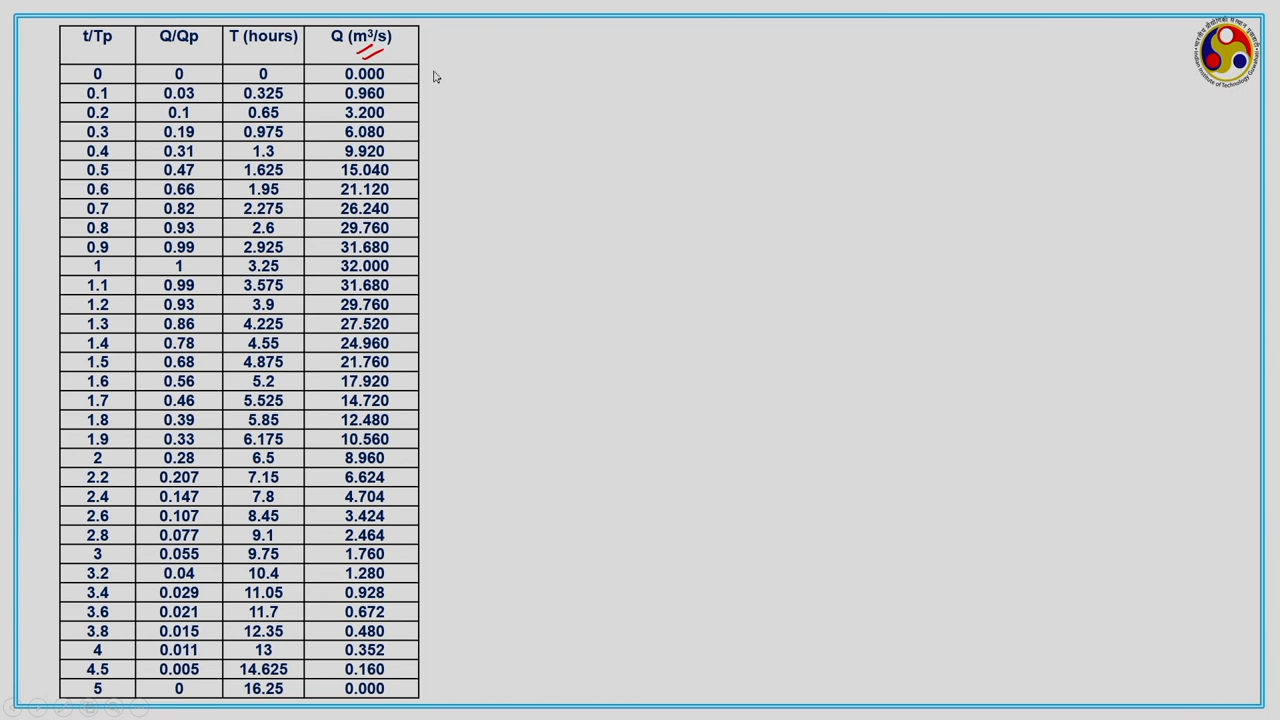 t/Tp Q/Qp T (hours) Q (m³/s)
0 0 0 0.000
0.1 0.03 0.325 0.960
0.2 0.1 0.65 3.200
0.3 0.19 0.975 6.080
0.4 0.31 1.3 9.920
0.5 0.47 1.625 15.040
0.6 0.66 1.95 21.120
0.7 0.82 2.275 26.240
0.8 0.93 2.6 29.760
0.9 0.99 2.925 31.680
1 1 3.25 32.000
1.1 0.99 3.575 31.680
1.2 0.93 3.9 29.760
1.3 0.86 4.225 27.520
1.4 0.78 4.55 24.960
1.5 0.68 4.875 21.760
1.6 0.56 5.2 17.920
1.7 0.46 5.525 14.720
1.8 0.39 5.85 12.480
1.9 0.33 6.175 10.560
2 0.28 6.5 8.960
2.2 0.207 7.15 6.624
2.4 0.147 7.8 4.704
2.6 0.107 8.45 3.424
2.8 0.077 9.1 2.464
3 0.055 9.75 1.760
3.2 0.04 10.4 1.280
3.4 0.029 11.05 0.928
3.6 0.021 11.7 0.672
3.8 0.015 12.35 0.480
4 0.011 13 0.352
4.5 0.005 14.625 0.160
5 0 16.25 0.000
Indian Institute of Technology Guwahati